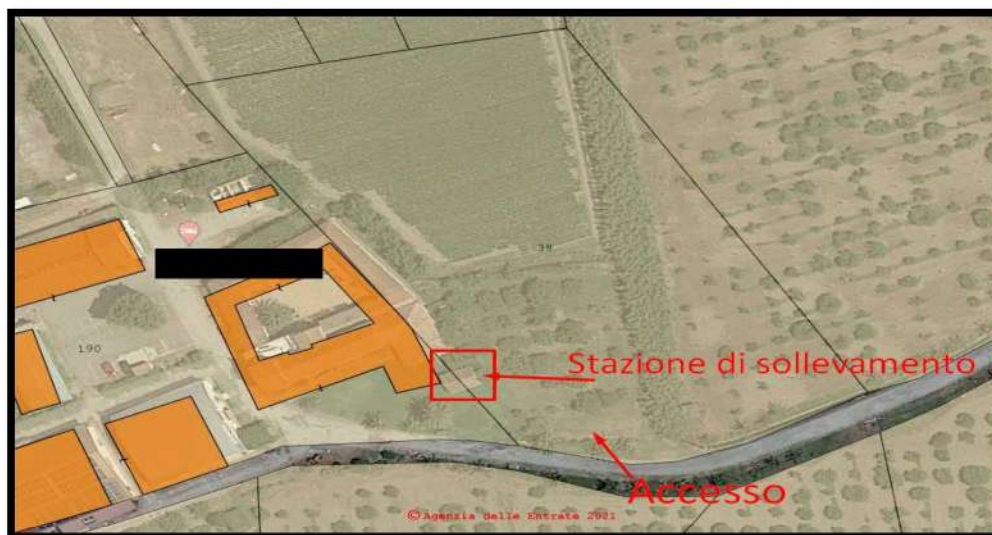 38
190
Stazione di sollevamento
Accesso
© Agenzia delle Entrate 2021